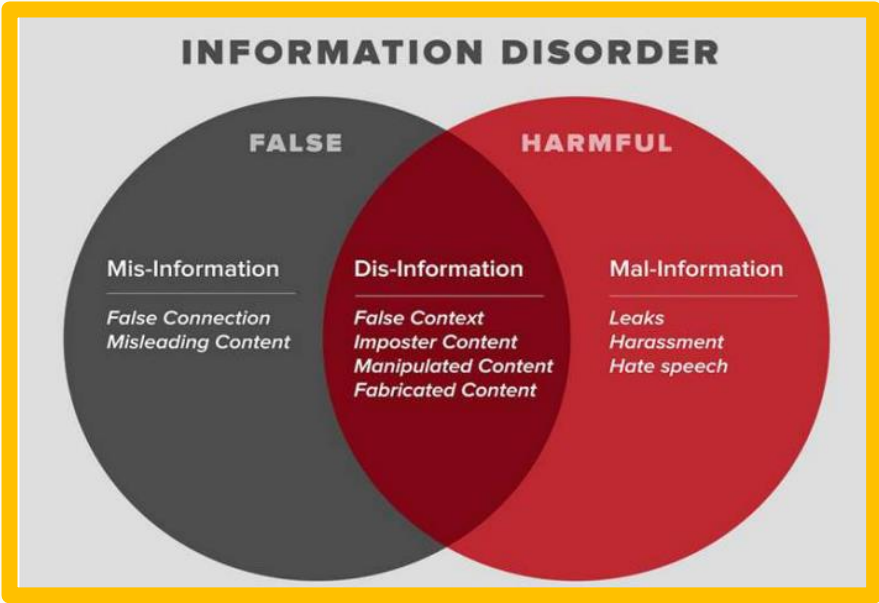 INFORMATION DISORDER
FALSE
HARMFUL
Mis-Information
False Connection
Misleading Content
Dis-Information
False Context
Imposter Content
Manipulated Content
Fabricated Content
Mal-Information
Leaks
Harassment
Hate speech